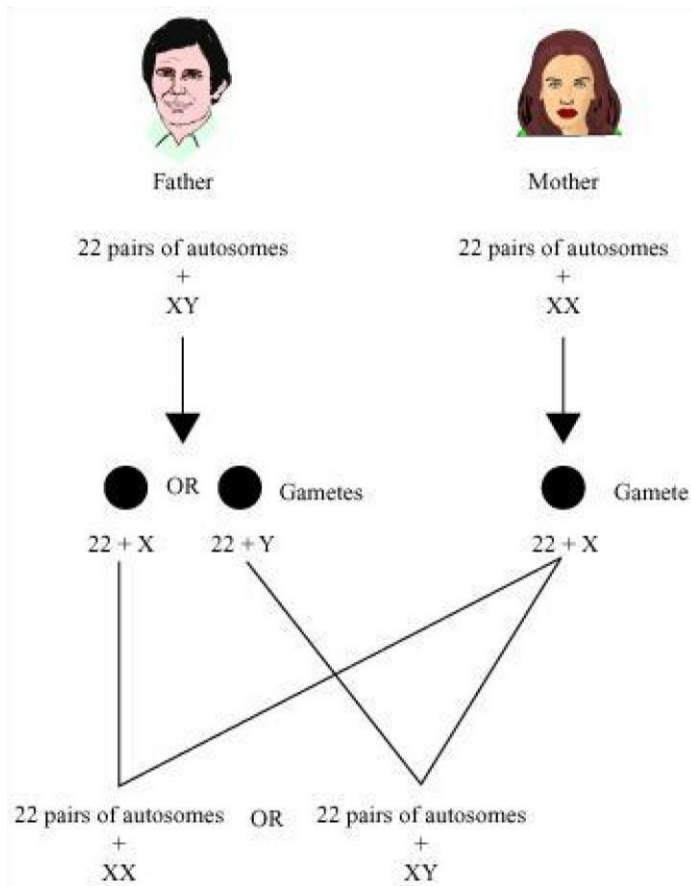 Father
Mother
22 pairs of autosomes
+
XY
22 pairs of autosomes
+
XX
OR
Gametes
Gamete
22 + X
22 + Y
22 + X
22 pairs of autosomes
+
XX
OR
22 pairs of autosomes
+
XY